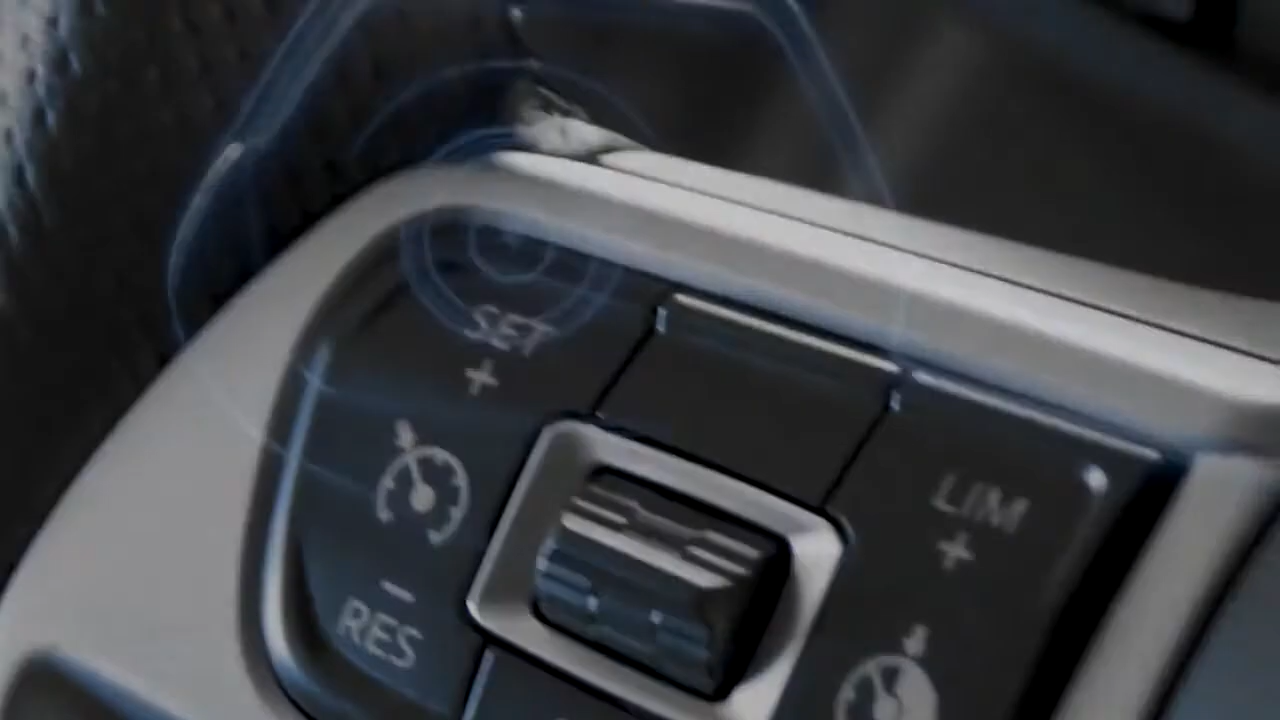 SET
+
LIM
+
−
RES